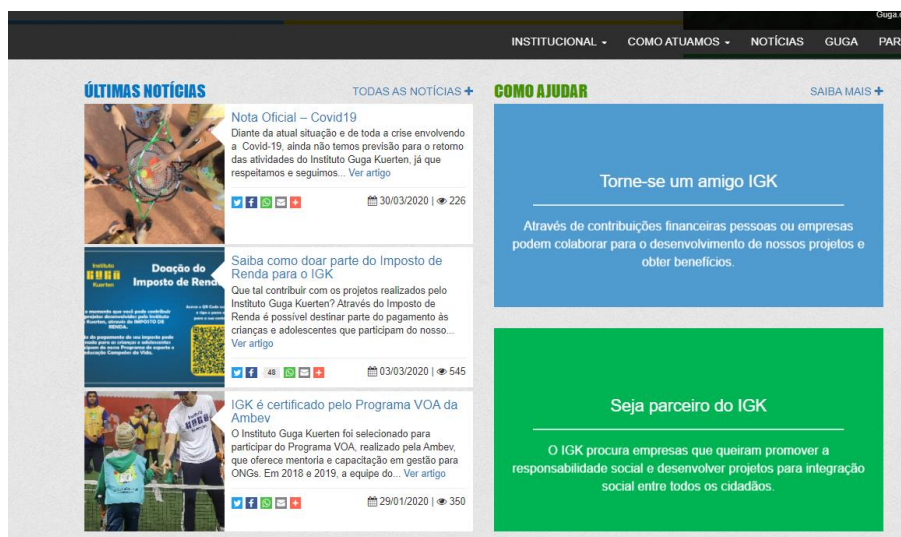 Guga.
INSTITUCIONAL
COMO ATUAMOS
NOTÍCIAS
GUGA
PAR
ÚLTIMAS NOTÍCIAS
TODAS AS NOTÍCIAS +
Nota Oficial – Covid19
Diante da atual situação e de toda a crise envolvendo
a Covid-19, ainda não temos previsão para o retorno
das atividades do Instituto Guga Kuerten, já que
respeitamos e seguimos... Ver artigo
30/03/2020 | 226
Saiba como doar parte do Imposto de
Renda para o IGK
Que tal contribuir com os projetos realizados pelo
Instituto Guga Kuerten? Através do Imposto de
Renda é possível destinar parte do pagamento às
crianças e adolescentes que participam do nosso...
Ver artigo
48
03/03/2020 | 545
Instituto
GUGA
Kuerten
Doação do
Imposto de Renda
IGK é certificado pelo Programa VOA da
Ambev
O Instituto Guga Kuerten foi selecionado para
participar do Programa VOA, realizado pela Ambev,
que oferece mentoria e capacitação em gestão para
ONGs. Em 2018 e 2019, a equipe do... Ver artigo
29/01/2020 | 350
COMO AJUDAR
SAIBA MAIS +
Torne-se um amigo IGK
Através de contribuições financeiras pessoas ou empresas
podem colaborar para o desenvolvimento de nossos projetos e
obter benefícios.
Seja parceiro do IGK
O IGK procura empresas que queiram promover a
responsabilidade social e desenvolver projetos para integração
social entre todos os cidadãos.